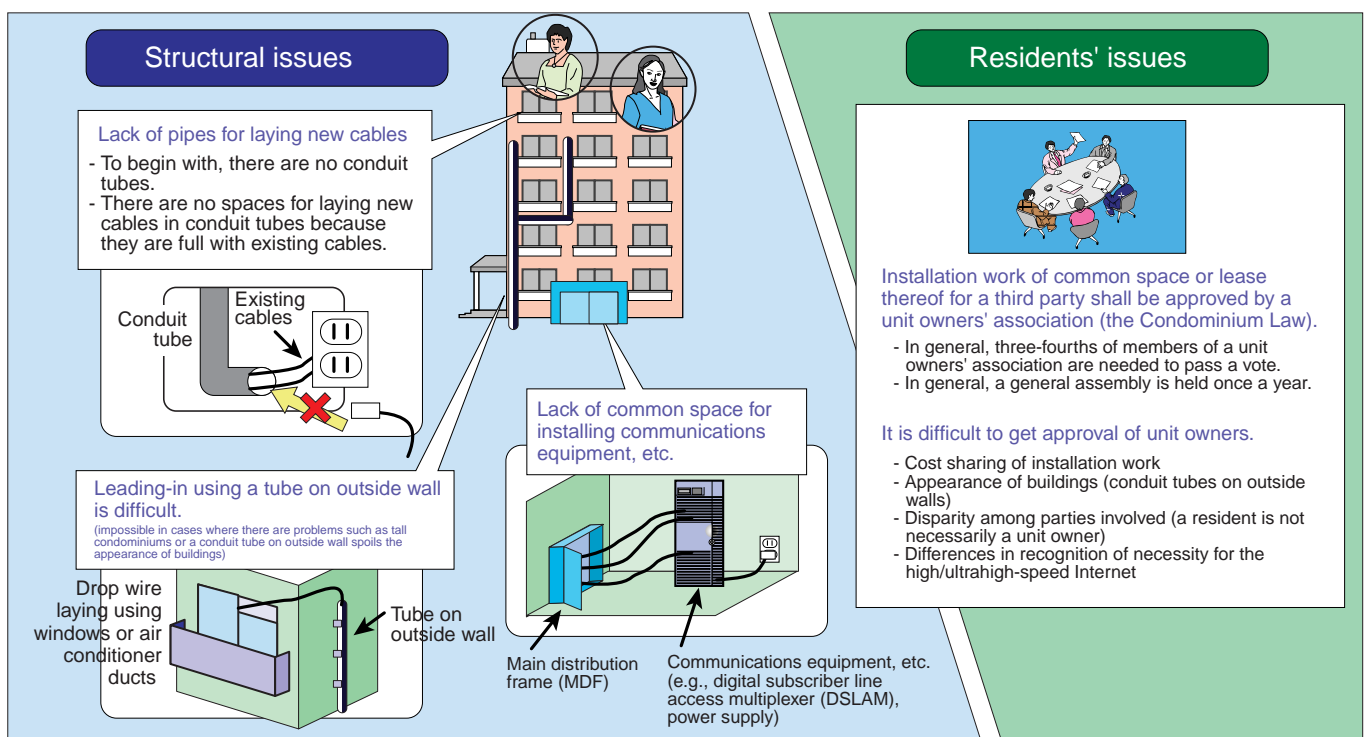 Structural issues
Lack of pipes for laying new cables
- To begin with, there are no conduit
tubes.
- There are no spaces for laying new
cables in conduit tubes because
they are full with existing cables.
Existing
cables
Conduit
tube
Leading-in using a tube on outside wall
is difficult.
(impossible in cases where there are problems such as tall
condominiums or a conduit tube on outside wall spoils the
appearance of buildings)
Drop wire
laying using
windows or air
conditioner
ducts
Tube on
outside wall
Lack of common space for
installing communications
equipment, etc.
Main distribution
frame (MDF)
Communications equipment, etc.
(e.g., digital subscriber line
access multiplexer (DSLAM),
power supply)
Residents' issues
Installation work of common space or lease
thereof for a third party shall be approved by a
unit owners' association (the Condominium Law).
- In general, three-fourths of members of a unit
owners' association are needed to pass a vote.
- In general, a general assembly is held once a year.
It is difficult to get approval of unit owners.
- Cost sharing of installation work
- Appearance of buildings (conduit tubes on outside
walls)
- Disparity among parties involved (a resident is not
necessarily a unit owner)
- Differences in recognition of necessity for the
high/ultrahigh-speed Internet